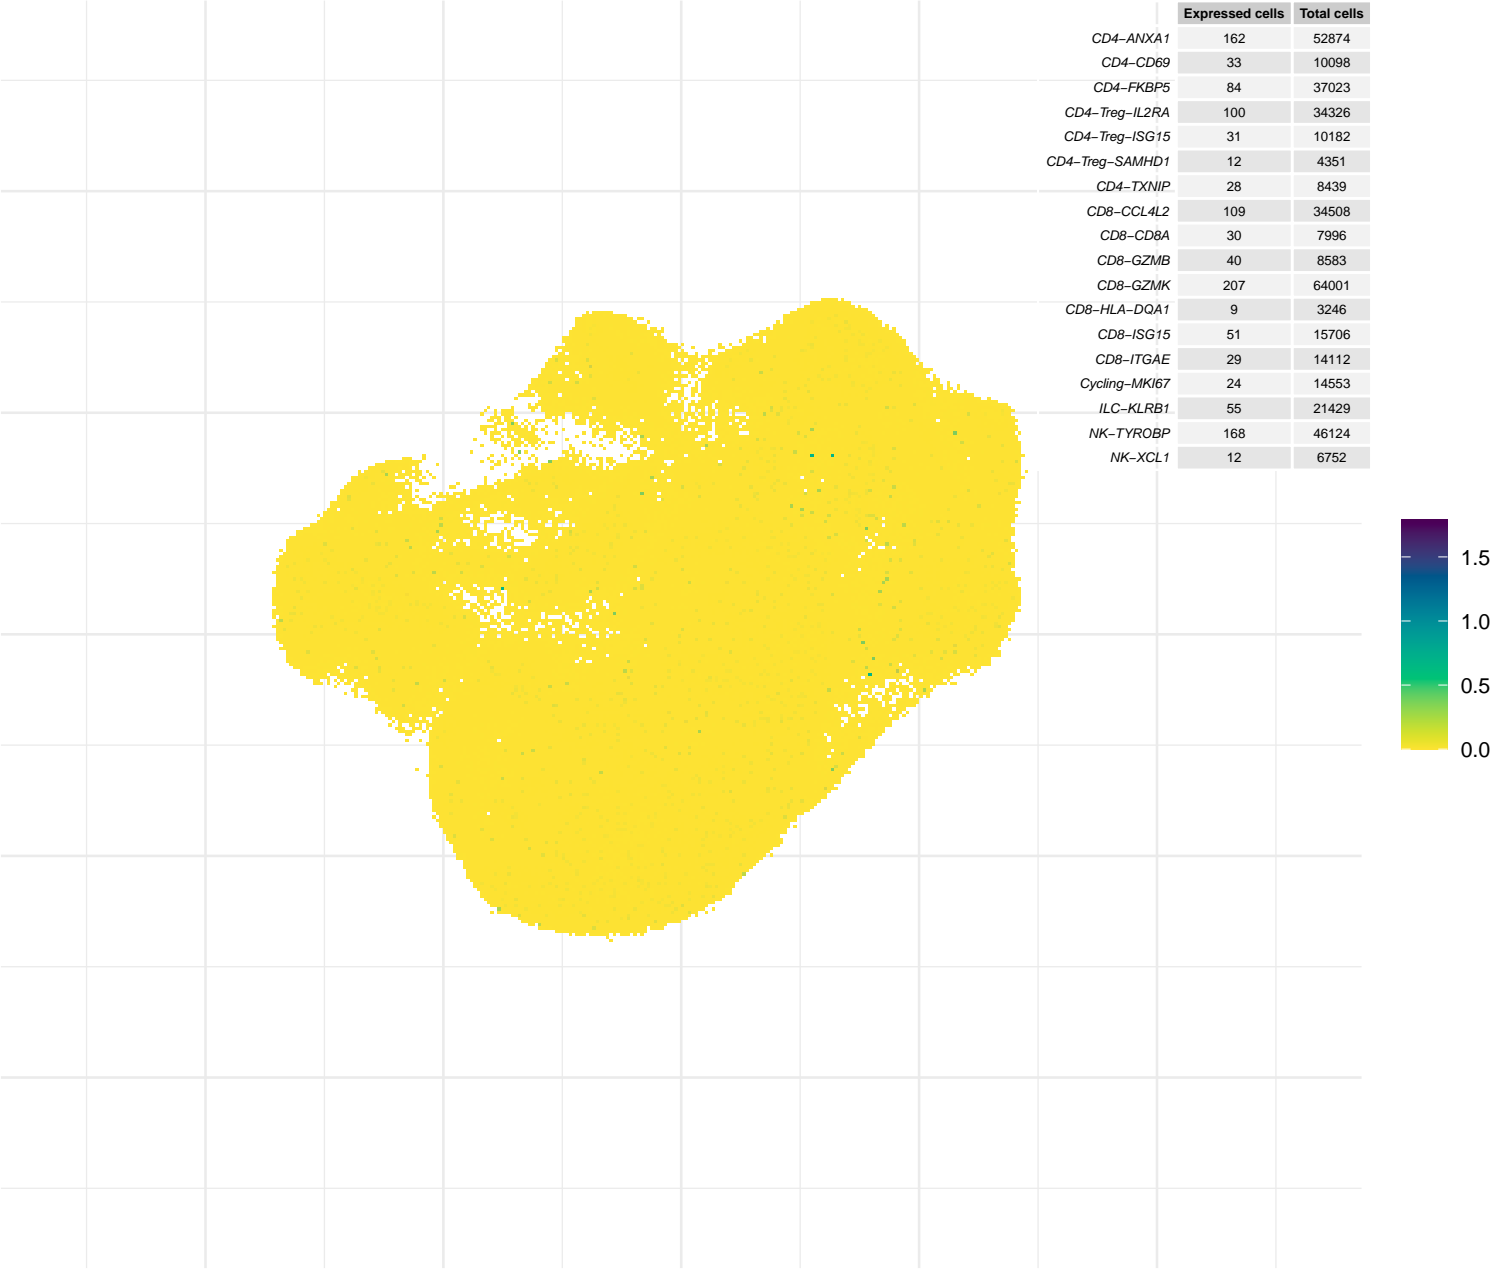 Expressed cells Total cells
CD4−ANXA1 162 52874
CD4−CD69 33 10098
CD4−FKBP5 84 37023
CD4−Treg−IL2RA 100 34326
CD4−Treg−ISG15 31 10182
CD4−Treg−SAMHD1 12 4351
CD4−TXNIP 28 8439
CD8−CCL4L2 109 34508
CD8−CD8A 30 7996
CD8−GZMB 40 8583
CD8−GZMK 207 64001
CD8−HLA−DQA1 9 3246
CD8−ISG15 51 15706
CD8−ITGAE 29 14112
Cycling−MKI67 24 14553
ILC−KLRB1 55 21429
NK−TYROBP 168 46124
NK−XCL1 12 6752
1.5
1.0
0.5
0.0